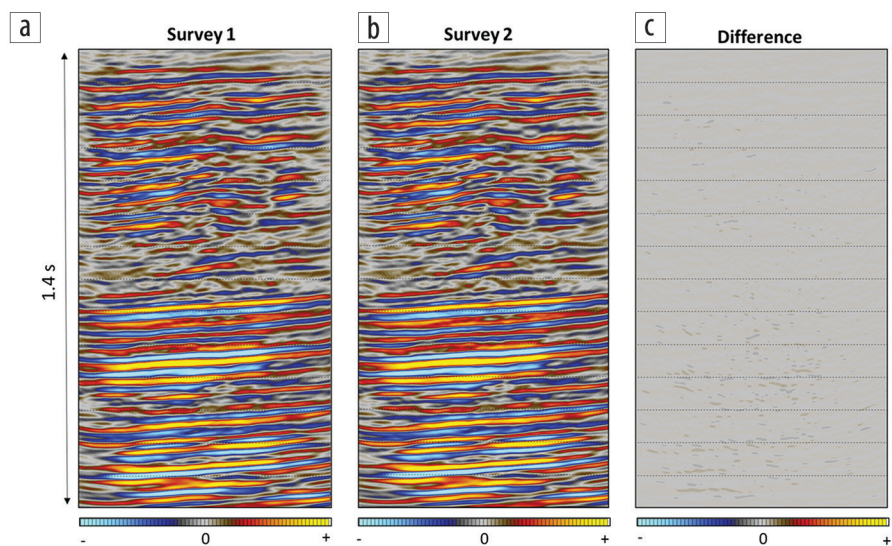 a
Survey 1
b
Survey 2
c
Difference
1.4 s
- 0 +
- 0 +
- 0 +